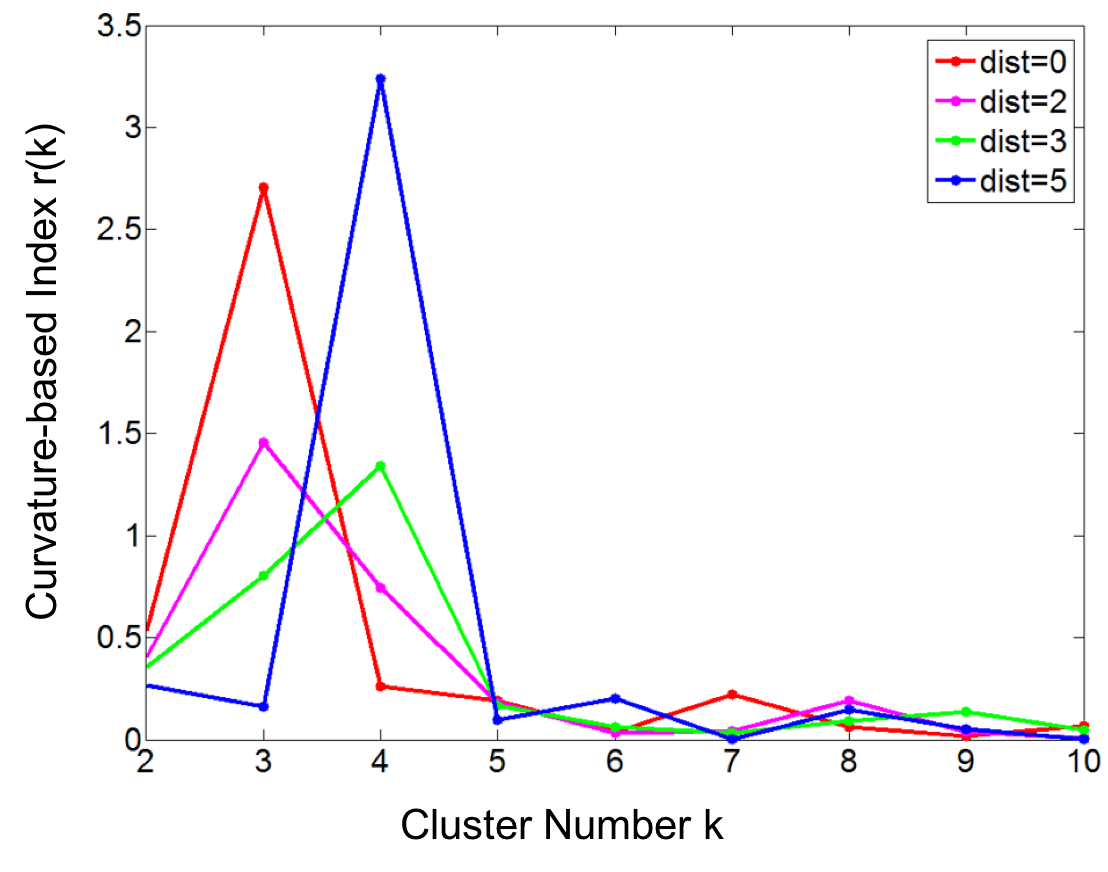 3.5
3
2.5
2
1.5
1
0.5
0
Curvature-based Index r(k)
dist=0
dist=2
dist=3
dist=5
2 3 4 5 6 7 8 9 10
Cluster Number k